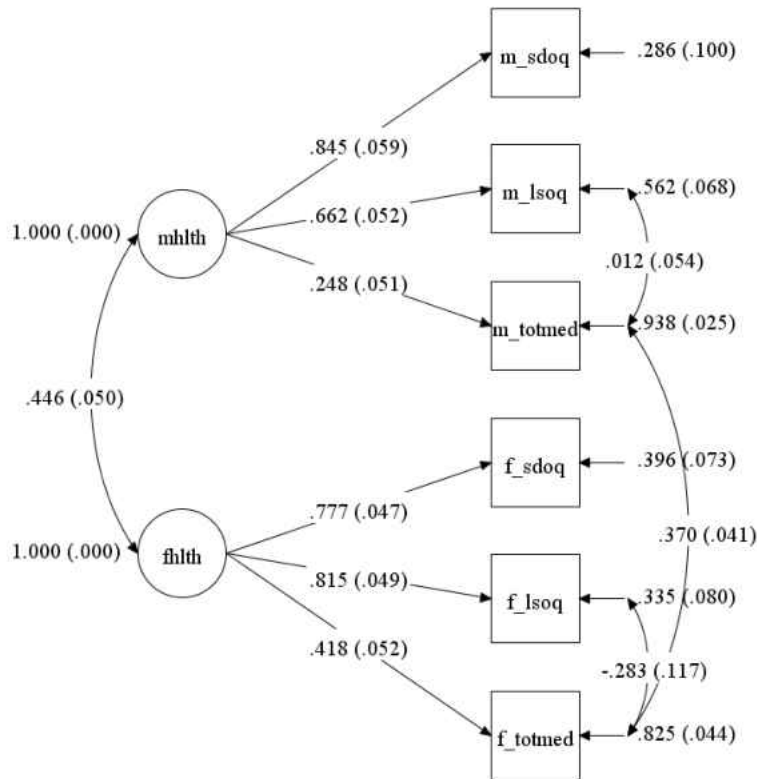 m_sdoq
.286 (.100)
.845 (.059)
m_lsoq
.562 (.068)
.662 (.052)
1.000 (.000)
mhlth
.012 (.054)
.248 (.051)
m_totmed
.938 (.025)
.446 (.050)
f_sdoq
.396 (.073)
.777 (.047)
.370 (.041)
1.000 (.000)
fhlth
.815 (.049)
f_lsoq
.335 (.080)
.418 (.052)
-.283 (.117)
f_totmed
.825 (.044)